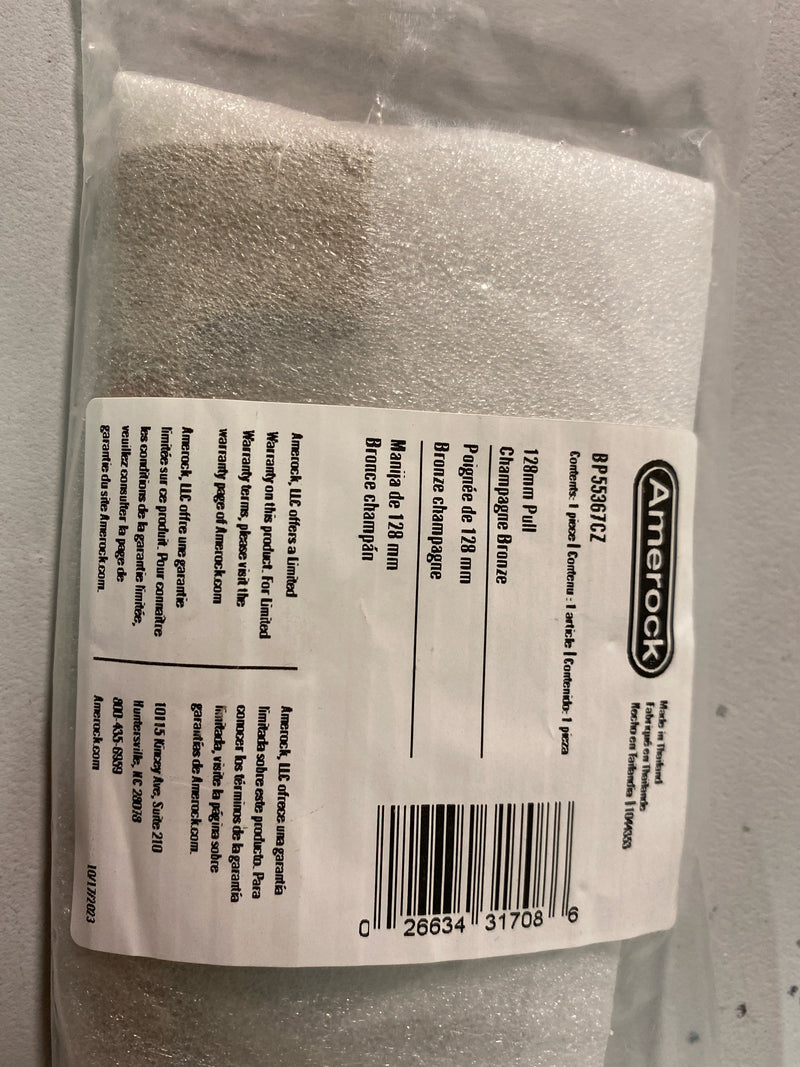 Amerock
Made in Thailand
Fabriqué en Thaïlande
Hecho en Tailandia |
BP55367CZ
Contents: 1 piece | Contenu : 1 article | Contenido: 1 pieza
128mm Pull
Champagne Bronze
Poignée de 128 mm
Bronze champagne
Manija de 128 mm
Bronce champán
0 26634 31708 6
Amerock, LLC offers a Limited
Warranty on this product. For Limited
Warranty terms, please visit the
warranty page of Amerock.com
Amerock, LLC offre une garantie
limitée sur ce produit. Pour connaître
les conditions de la garantie limitée,
veuillez consulter la page de
garantie du site Amerock.com.
Amerock, LLC ofrece una garantía
limitada sobre este producto. Para
conocer los términos de la garantía
limitada, visite la página sobre
garantías de Amerock.com.
10115 Kincey Ave, Suite 210
Huntersville, NC 28078
800-435-6959
Amerock.com
10/17/2023